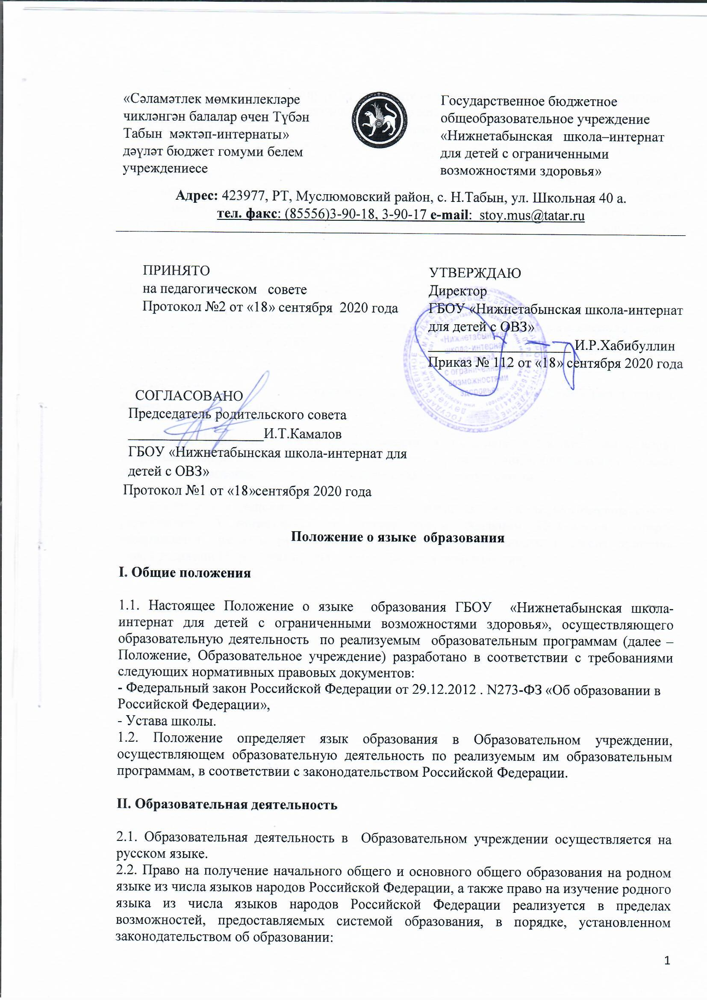 «Сәламәтлек мөмкинлекләре
чикләнгән балалар өчен Түбән
Табын мәктәп-интернаты»
дәүләт бюджет гомуми белем
учреждениесе
Государственное бюджетное
общеобразовательное учреждение
«Нижнетабынская школа–интернат
для детей с ограниченными
возможностями здоровья»
Адрес: 423977, РТ, Муслюмовский район, с. Н.Табын, ул. Школьная 40 а.
тел. факс: (85556)3-90-18, 3-90-17 e-mail: stoy.mus@tatar.ru
ПРИНЯТО
на педагогическом совете
Протокол №2 от «18» сентября 2020 года
УТВЕРЖДАЮ
Директор
ГБОУ «Нижнетабынская школа-интернат
для детей с ОВЗ»
____________________ И.Р.Хабибуллин
Приказ № 112 от «18» сентября 2020 года
«Нижнетабынская
школа-интернат
для детей
с ограниченными
возможностями
здоровья»
СОГЛАСОВАНО
Председатель родительского совета
___________________И.Т.Камалов
ГБОУ «Нижнетабынская школа-интернат для
детей с ОВЗ»
Протокол №1 от «18»сентября 2020 года
Положение о языке образования
I. Общие положения
1.1. Настоящее Положение о языке образования ГБОУ «Нижнетабынская школа-
интернат для детей с ограниченными возможностями здоровья», осуществляющего
образовательную деятельность по реализуемым образовательным программам (далее –
Положение, Образовательное учреждение) разработано в соответствии с требованиями
следующих нормативных правовых документов:
- Федеральный закон Российской Федерации от 29.12.2012 . N273-ФЗ «Об образовании в
Российской Федерации»,
- Устава школы.
1.2. Положение определяет язык образования в Образовательном учреждении,
осуществляющем образовательную деятельность по реализуемым им образовательным
программам, в соответствии с законодательством Российской Федерации.
II. Образовательная деятельность
2.1. Образовательная деятельность в Образовательном учреждении осуществляется на
русском языке.
2.2. Право на получение начального общего и основного общего образования на родном
языке из числа языков народов Российской Федерации, а также право на изучение родного
языка из числа языков народов Российской Федерации реализуется в пределах
возможностей, предоставляемых системой образования, в порядке, установленном
законодательством об образовании:
1